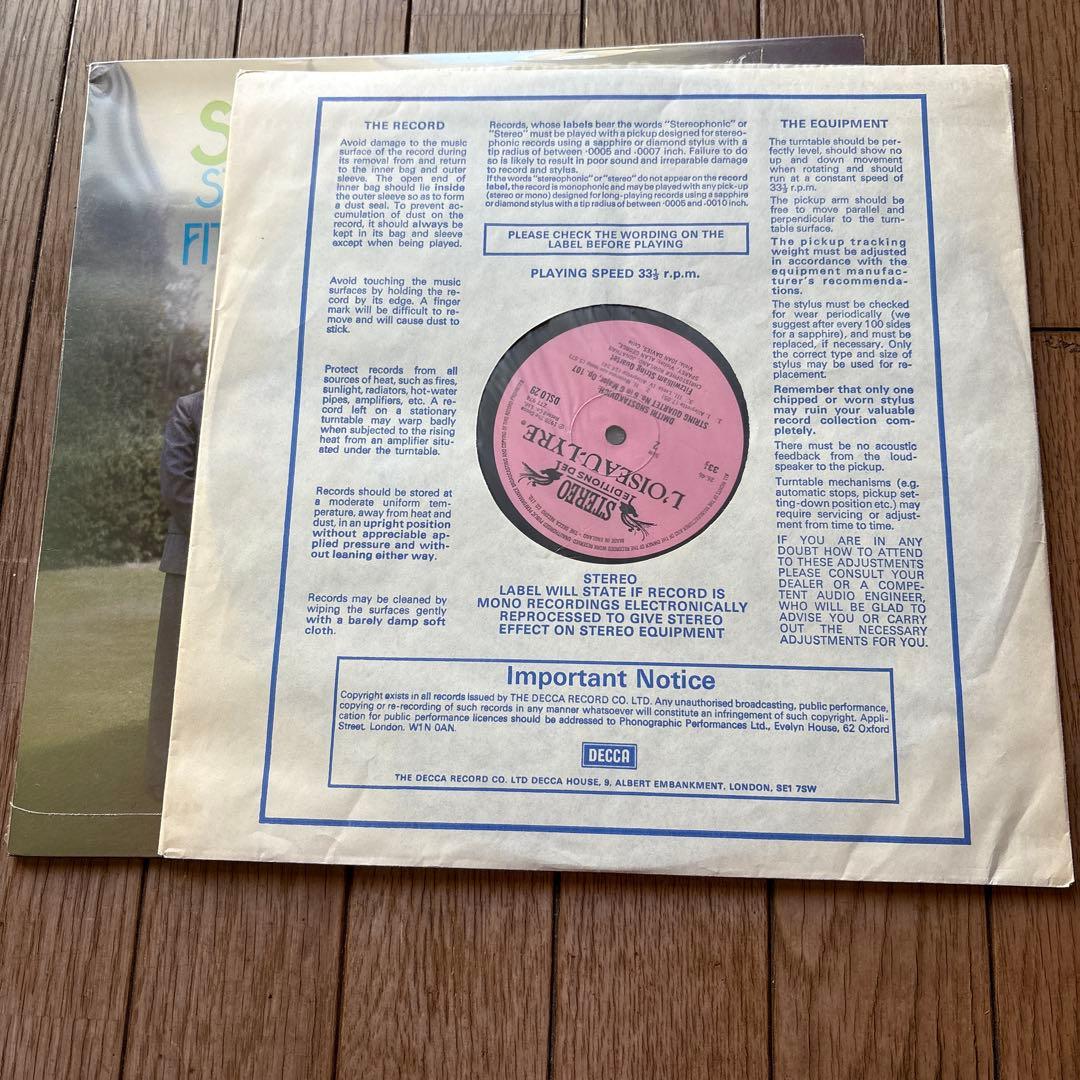 S
S
FIT
THE RECORD
Avoid damage to the music
surface of the record during
its removal from and return
to the inner bag and outer
sleeve. The open end of
inner bag should lie inside
the outer sleeve so as to form
a dust seal. To prevent ac-
cumulation of dust on the
record, it should always be
kept in its bag and sleeve
except when being played.
Avoid touching the music
surfaces by holding the re-
cord by its edge. A finger
mark will be difficult to re-
move and will cause dust to
stick.
Protect records from all
sources of heat, such as fires,
sunlight, radiators, hot-water
pipes, amplifiers, etc. A re-
cord left on a stationary
turntable may warp badly
when subjected to the rising
heat from an amplifier situ-
ated under the turntable.
Records should be stored at
a moderate uniform tem-
perature, away from heat and
dust, in an upright position
without appreciable ap-
plied pressure and with-
out leaning either way.
Records may be cleaned by
wiping the surfaces gently
with a barely damp soft
cloth.
Records, whose labels bear the words "Stereophonic" or
"Stereo" must be played with a pickup designed for stereo-
phonic records using a sapphire or diamond stylus with a
tip radius of between ·0005 and ·0007 inch. Failure to do
so is likely to result in poor sound and irreparable damage
to record and stylus.
If the words "stereophonic" or "stereo" do not appear on the record
label, the record is monophonic and may be played with any pick-up
(stereo or mono) designed for long-playing records using a sapphire
or diamond stylus with a tip radius of between ·0005 and ·0010 inch.
PLEASE CHECK THE WORDING ON THE
LABEL BEFORE PLAYING
PLAYING SPEED 33⅓ r.p.m.
STEREO
EDITIONS DE
L'OISEAU-LYRE
33⅓
2
DSLO 29
DMITRI SHOSTAKOVICH
STRING QUARTET No. 6 in G Major, Op. 107
Fitzwilliam String Quartet
MADE IN ENGLAND · THE DECCA RECORD CO. LTD.
STEREO
LABEL WILL STATE IF RECORD IS
MONO RECORDINGS ELECTRONICALLY
REPROCESSED TO GIVE STEREO
EFFECT ON STEREO EQUIPMENT
THE EQUIPMENT
The turntable should be per-
fectly level, should show no
up and down movement
when rotating and should
run at a constant speed of
33⅓ r.p.m.
The pickup arm should be
free to move parallel and
perpendicular to the turn-
table surface.
The pickup tracking
weight must be adjusted
in accordance with the
equipment manufac-
turer's recommenda-
tions.
The stylus must be checked
for wear periodically (we
suggest after every 100 sides
for a sapphire), and must be
replaced, if necessary. Only
the correct type and size of
stylus may be used for re-
placement.
Remember that only one
chipped or worn stylus
may ruin your valuable
record collection com-
pletely.
There must be no acoustic
feedback from the loud-
speaker to the pickup.
Turntable mechanisms (e.g.
automatic stops, pickup set-
ting-down position etc.) may
require servicing or adjust-
ment from time to time.
IF YOU ARE IN ANY
DOUBT HOW TO ATTEND
TO THESE ADJUSTMENTS
PLEASE CONSULT YOUR
DEALER OR A COMPE-
TENT AUDIO ENGINEER,
WHO WILL BE GLAD TO
ADVISE YOU OR CARRY
OUT THE NECESSARY
ADJUSTMENTS FOR YOU.
Important Notice
Copyright exists in all records issued by THE DECCA RECORD CO. LTD. Any unauthorised broadcasting, public performance,
copying or re-recording of such records in any manner whatsoever will constitute an infringement of such copyright. Appli-
cation for public performance licences should be addressed to Phonographic Performances Ltd., Evelyn House, 62 Oxford
Street, London. W1N 0AN.
DECCA
THE DECCA RECORD CO. LTD DECCA HOUSE, 9, ALBERT EMBANKMENT, LONDON, SE1 7SW